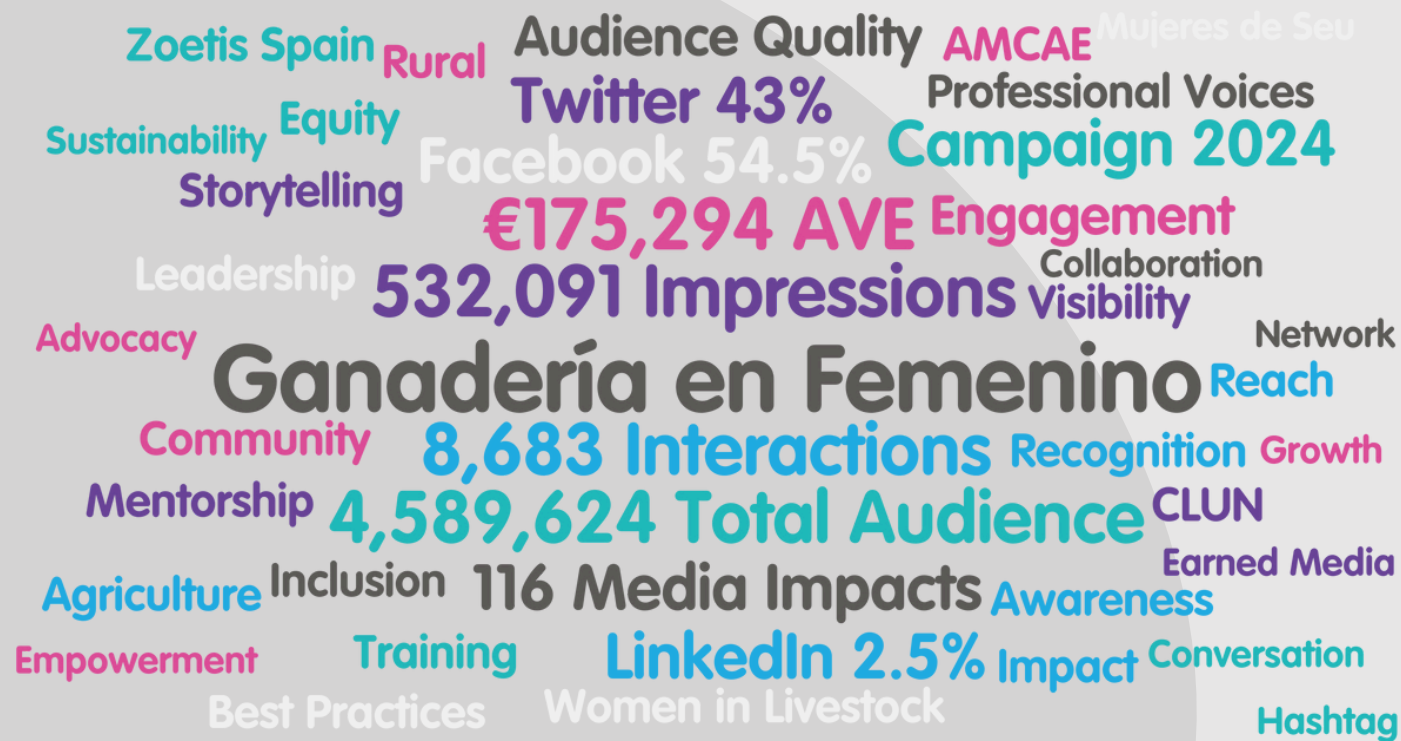 Zoetis Spain
Rural
Audience Quality
AMCAE
Mujeres de Seu
Equity
Twitter 43%
Professional Voices
Sustainability
Facebook 54.5%
Campaign 2024
Storytelling
€175,294 AVE
Engagement
Leadership
532,091 Impressions
Collaboration
Visibility
Advocacy
Network
Ganadería en Femenino
Reach
Community
8,683 Interactions
Recognition
Growth
Mentorship
4,589,624 Total Audience
CLUN
Earned Media
Agriculture
Inclusion
116 Media Impacts
Awareness
Empowerment
Training
LinkedIn 2.5%
Impact
Conversation
Best Practices
Women in Livestock
Hashtag